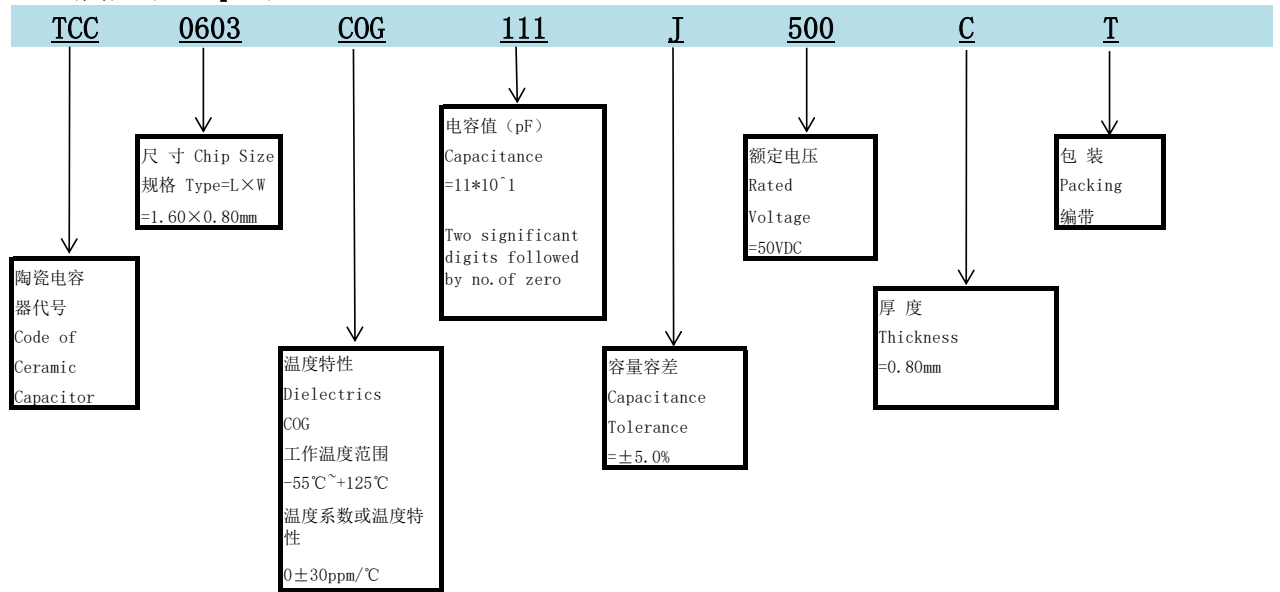 TCC 0603 COG 111 J 500 C T
尺 寸 Chip Size
规格 Type=L×W
=1.60×0.80mm
电容值（pF）
Capacitance
=11*10^1
Two significant
digits followed
by no.of zero
额定电压
Rated
Voltage
=50VDC
包 装
Packing
编带
陶瓷电容
器代号
Code of
Ceramic
Capacitor
厚 度
Thickness
=0.80mm
温度特性
Dielectrics
COG
工作温度范围
-55℃~+125℃
温度系数或温度特
性
0±30ppm/℃
容量容差
Capacitance
Tolerance
=±5.0%